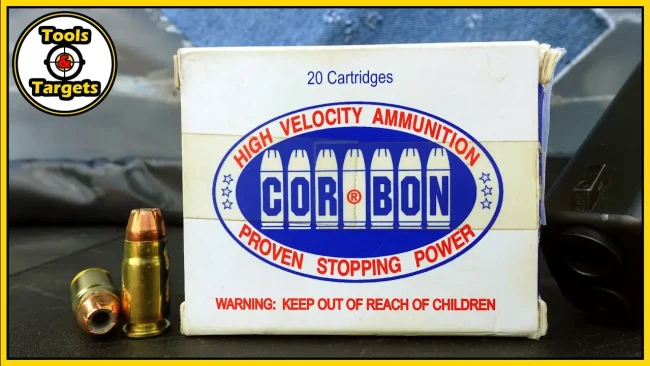 Tools
&
Targets
20 Cartridges
HIGH VELOCITY AMMUNITION
COR®BON
PROVEN STOPPING POWER
WARNING: KEEP OUT OF REACH OF CHILDREN